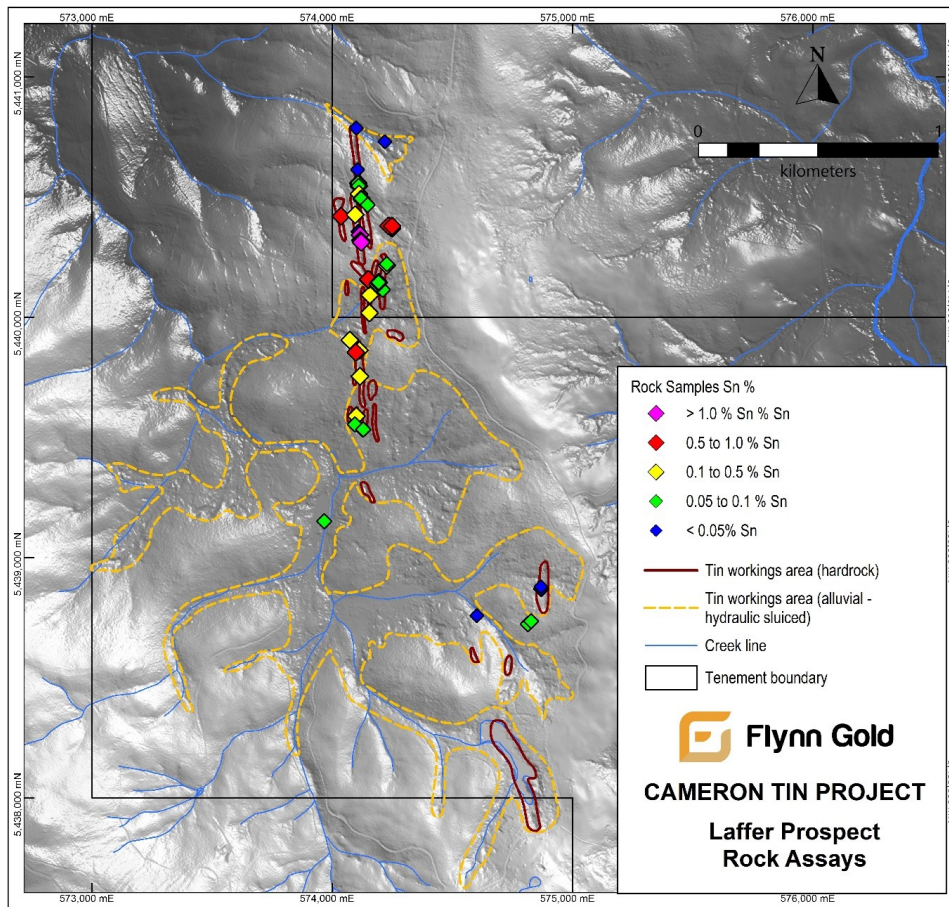 573,000 mE
574,000 mE
575,000 mE
576,000 mE
5,441,000 mN
5,440,000 mN
5,439,000 mN
5,438,000 mN
N
0
1
kilometers
Rock Samples Sn %
> 1.0 % Sn % Sn
0.5 to 1.0 % Sn
0.1 to 0.5 % Sn
0.05 to 0.1 % Sn
< 0.05% Sn
Tin workings area (hardrock)
Tin workings area (alluvial -
hydraulic sluiced)
Creek line
Tenement boundary
Flynn Gold
CAMERON TIN PROJECT
Laffer Prospect
Rock Assays
573,000 mE
574,000 mE
575,000 mE
576,000 mE